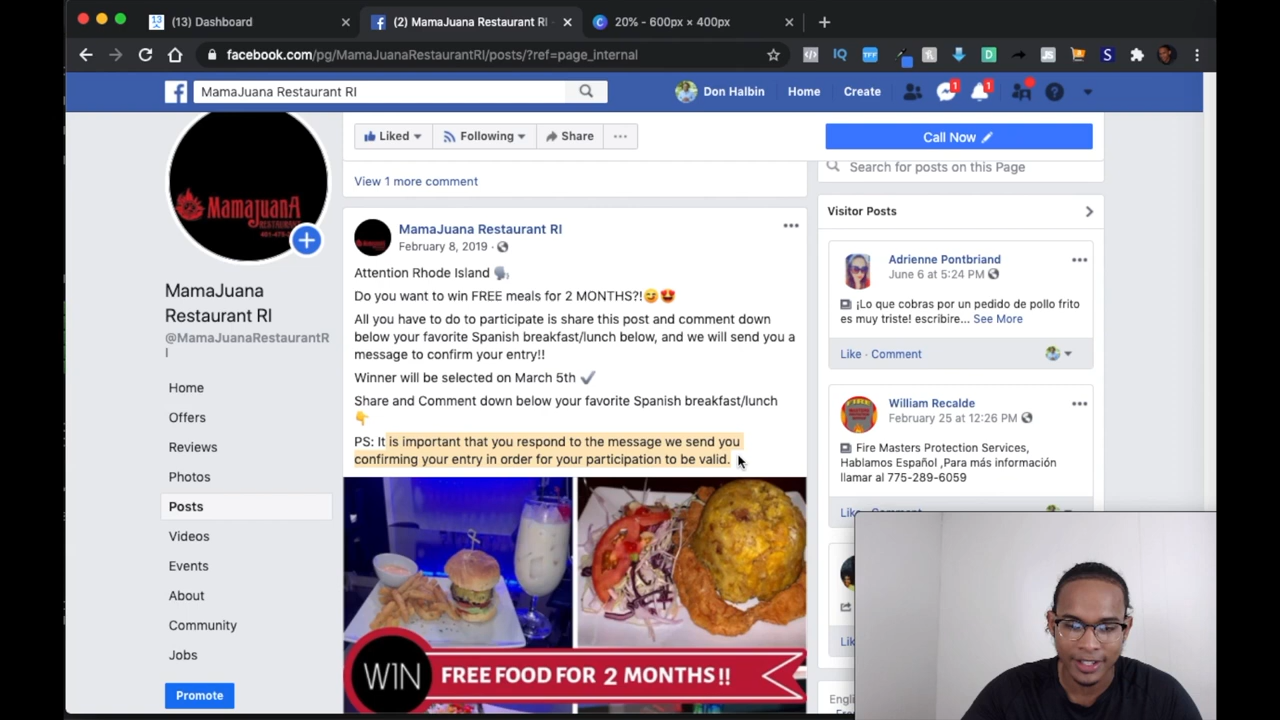 (13) Dashboard
(2) MamaJuana Restaurant RI
20% - 600px × 400px
facebook.com/pg/MamaJuanaRestaurantRI/posts/?ref=page_internal
MamaJuana Restaurant RI
Don Halbin
Home
Create
1
1
Liked
Following
Share
Call Now
View 1 more comment
Search for posts on this Page
MamaJuanA
RESTAURANT
MamaJuana
Restaurant RI
@MamaJuanaRestaurantR
I
Home
Offers
Reviews
Photos
Posts
Videos
Events
About
Community
Jobs
Promote
MamaJuana Restaurant RI
February 8, 2019
Attention Rhode Island
Do you want to win FREE meals for 2 MONTHS?!😋😍
All you have to do to participate is share this post and comment down
below your favorite Spanish breakfast/lunch below, and we will send you a
message to confirm your entry!!
Winner will be selected on March 5th ✔
Share and Comment down below your favorite Spanish breakfast/lunch
👇
PS: It is important that you respond to the message we send you
confirming your entry in order for your participation to be valid.
WIN
FREE FOOD FOR 2 MONTHS!!
Visitor Posts
Adrienne Pontbriand
June 6 at 5:24 PM
¡Lo que cobras por un pedido de pollo frito
es muy triste! escribire... See More
Like · Comment
William Recalde
February 25 at 12:26 PM
Fire Masters Protection Services,
Hablamos Español ,Para más información
llamar al 775-289-6059